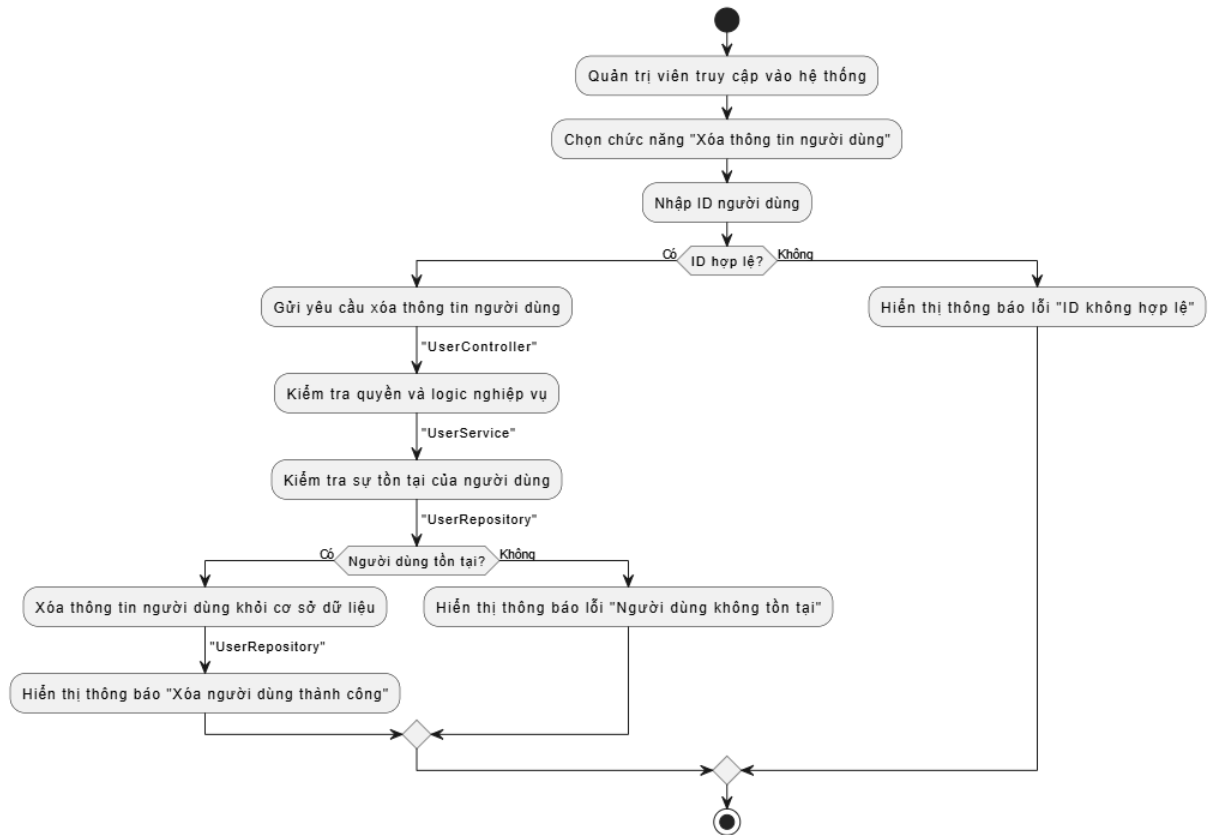 Quản trị viên truy cập vào hệ thống
Chọn chức năng "Xóa thông tin người dùng"
Nhập ID người dùng
Có
ID hợp lệ?
Không
Gửi yêu cầu xóa thông tin người dùng
Hiển thị thông báo lỗi "ID không hợp lệ"
"UserController"
Kiểm tra quyền và logic nghiệp vụ
"UserService"
Kiểm tra sự tồn tại của người dùng
"UserRepository"
Có
Người dùng tồn tại?
Không
Xóa thông tin người dùng khỏi cơ sở dữ liệu
Hiển thị thông báo lỗi "Người dùng không tồn tại"
"UserRepository"
Hiển thị thông báo "Xóa người dùng thành công"